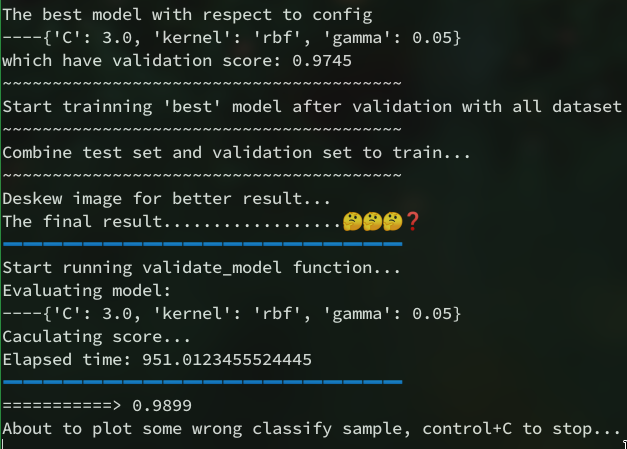 The best model with respect to config
----{'C': 3.0, 'kernel': 'rbf', 'gamma': 0.05}
which have validation score: 0.9745
~~~~~~~~~~~~~~~~~~~~~~~~~~~~~~~~~~~~~~~~
Start trainning 'best' model after validation with all dataset
~~~~~~~~~~~~~~~~~~~~~~~~~~~~~~~~~~~~~~~~
Combine test set and validation set to train...
~~~~~~~~~~~~~~~~~~~~~~~~~~~~~~~~~~~~~~~~
Deskew image for better result...
The final result..................🤔🤔🤔❓
➖➖➖➖➖➖➖➖➖➖➖➖➖➖➖➖➖➖➖➖
Start running validate_model function...
Evaluating model:
----{'C': 3.0, 'kernel': 'rbf', 'gamma': 0.05}
Caculating score...
Elapsed time: 951.0123455524445
➖➖➖➖➖➖➖➖➖➖➖➖➖➖➖➖➖➖➖➖
===========> 0.9899
About to plot some wrong classify sample, control+C to stop...